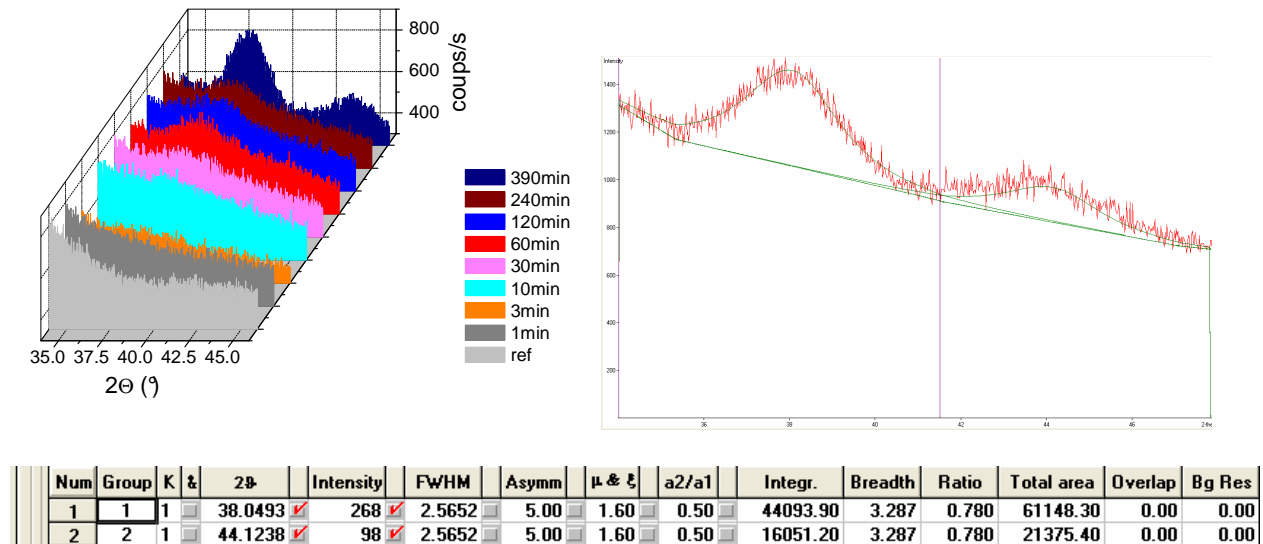 800
600
400
coups/s
35.0 37.5 40.0 42.5 45.0
2Θ (°)
390min
240min
120min
60min
30min
10min
3min
1min
ref
Intensity
1400
1200
1000
800
600
400
200
36 38 40 42 44 46
Num Group K & 2ϑ Intensity FWHM Asymm μ & ξ a2/a1 Integr. Breadth Ratio Total area Overlap Bg Res
1 1 1 38.0493 268 2.5652 5.00 1.60 0.50 44093.90 3.287 0.780 61148.30 0.00 0.00
2 2 1 44.1238 98 2.5652 5.00 1.60 0.50 16051.20 3.287 0.780 21375.40 0.00 0.00